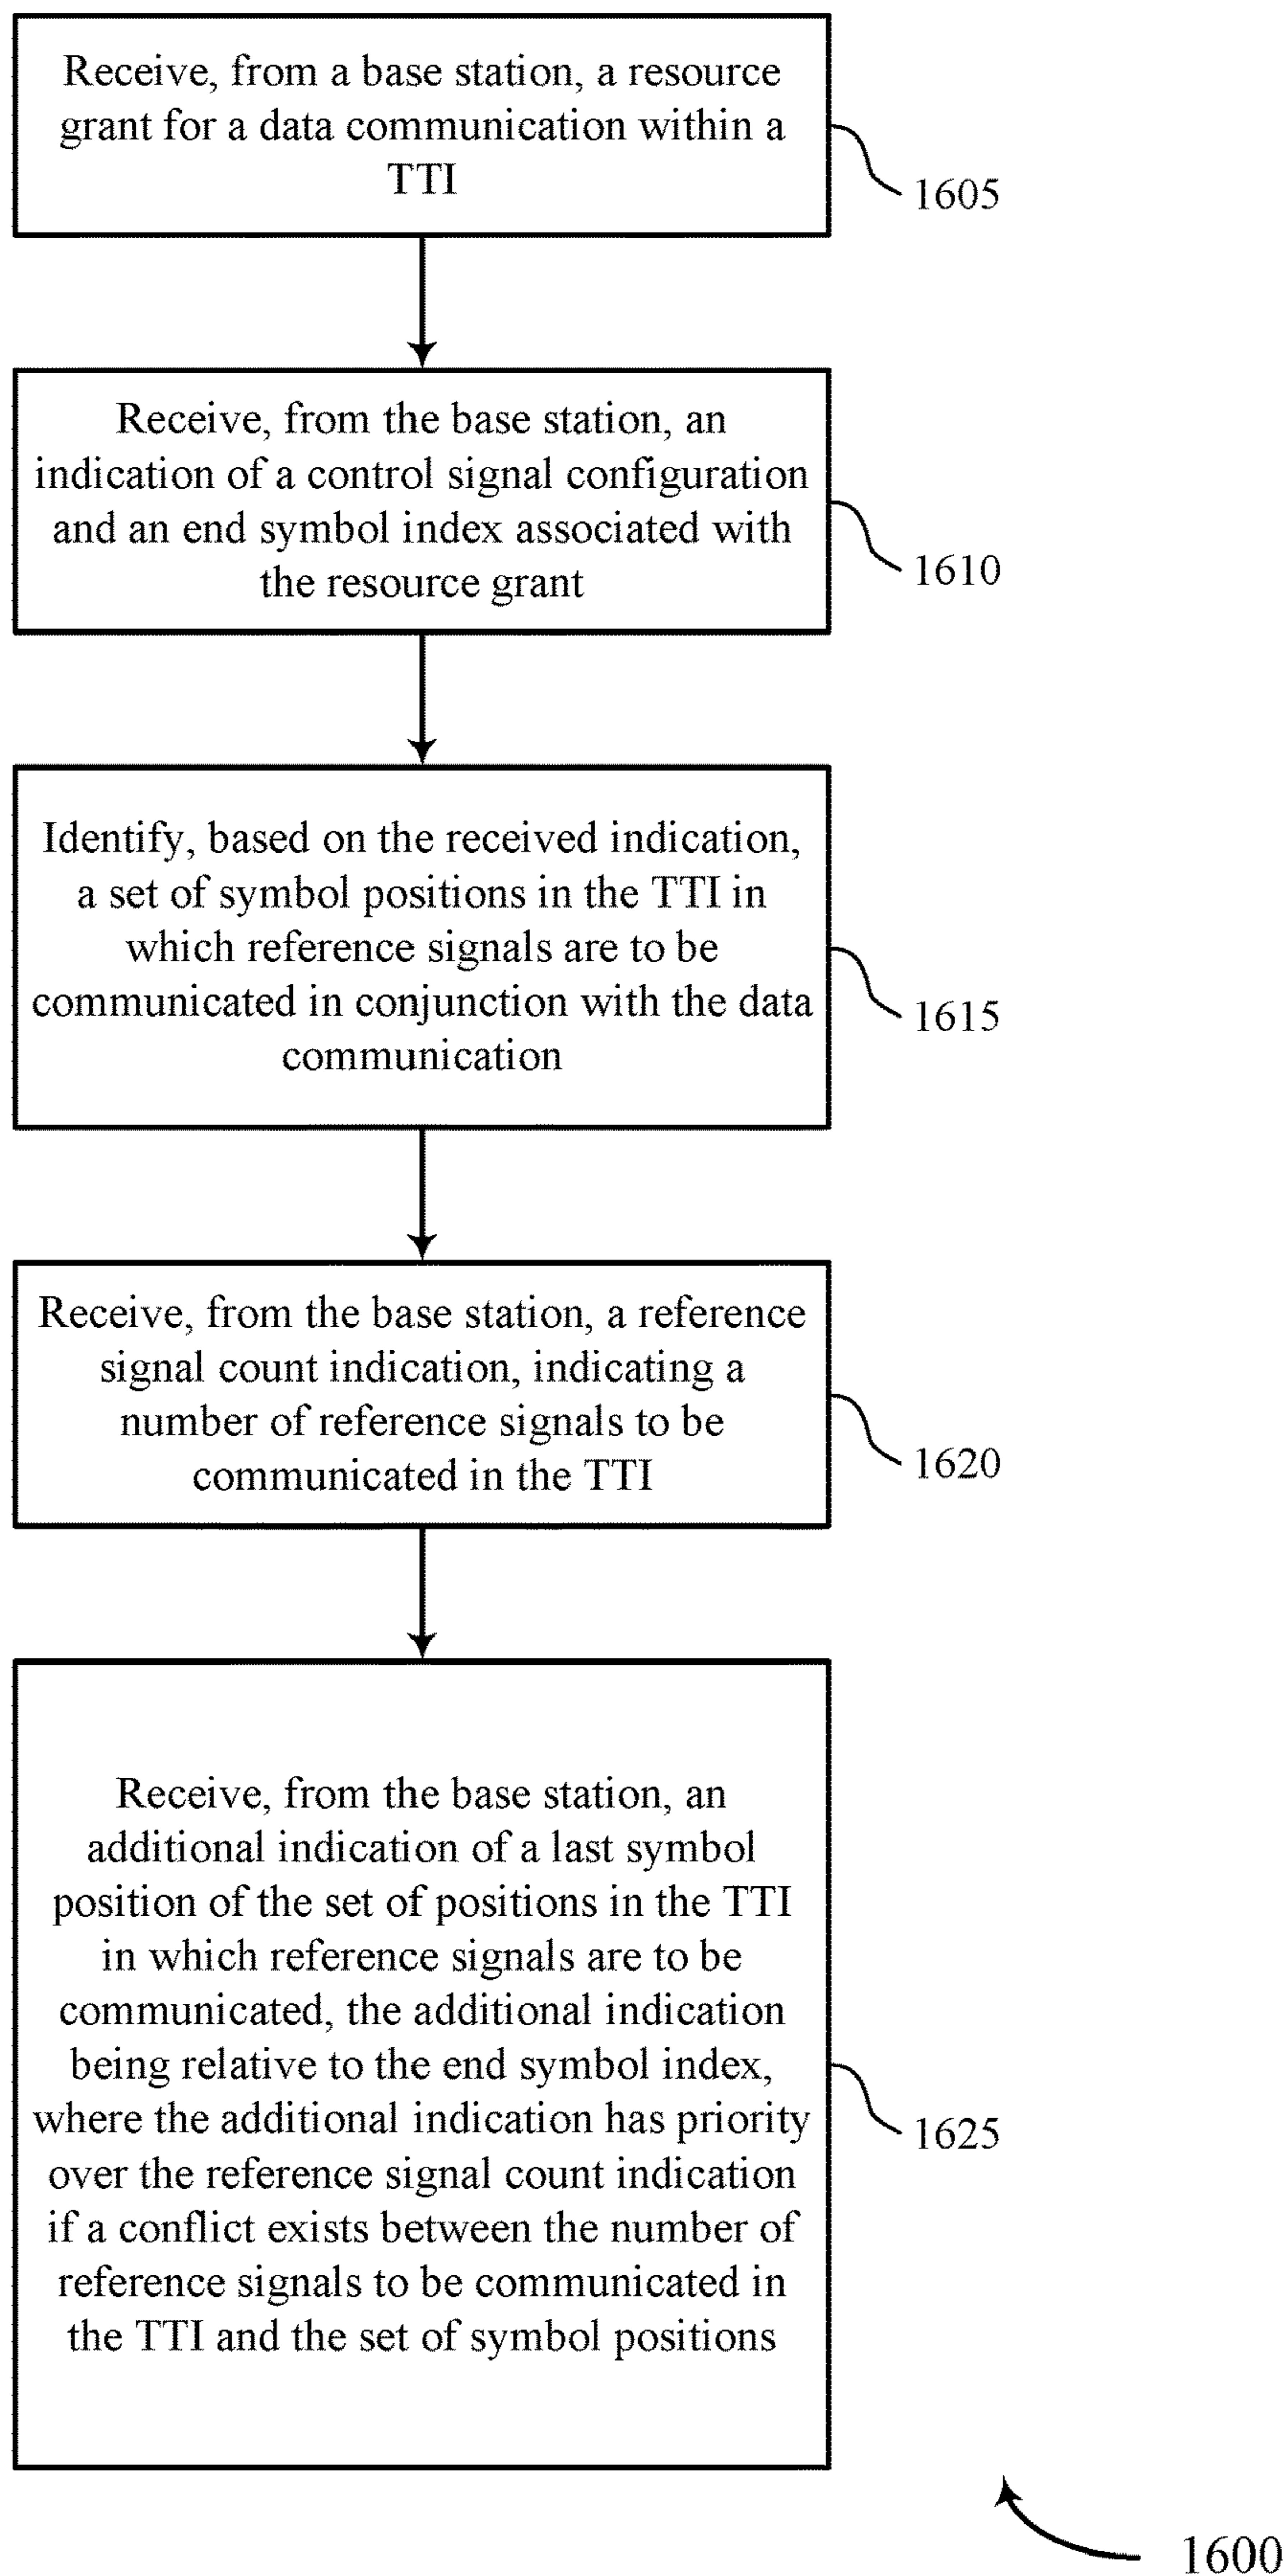 Receive, from a base station, a resource
grant for a data communication within a
TTI
1605
Receive, from the base station, an
indication of a control signal configuration
and an end symbol index associated with
the resource grant
1610
Identify, based on the received indication,
a set of symbol positions in the TTI in
which reference signals are to be
communicated in conjunction with the data
communication
1615
Receive, from the base station, a reference
signal count indication, indicating a
number of reference signals to be
communicated in the TTI
1620
Receive, from the base station, an
additional indication of a last symbol
position of the set of positions in the TTI
in which reference signals are to be
communicated, the additional indication
being relative to the end symbol index,
where the additional indication has priority
over the reference signal count indication
if a conflict exists between the number of
reference signals to be communicated in
the TTI and the set of symbol positions
1625
1600